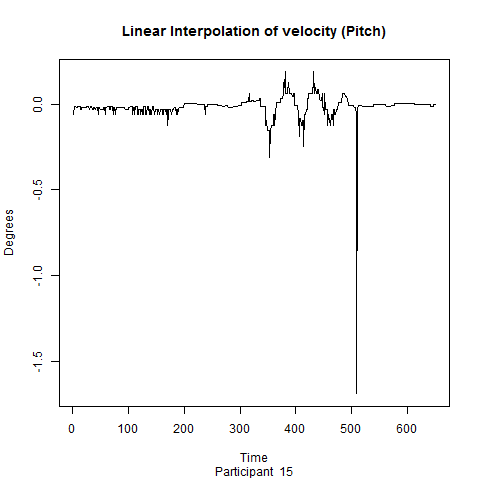 Linear Interpolation of velocity (Pitch)
Degrees
0.0
-0.5
-1.0
-1.5
0 100 200 300 400 500 600
Time
Participant 15